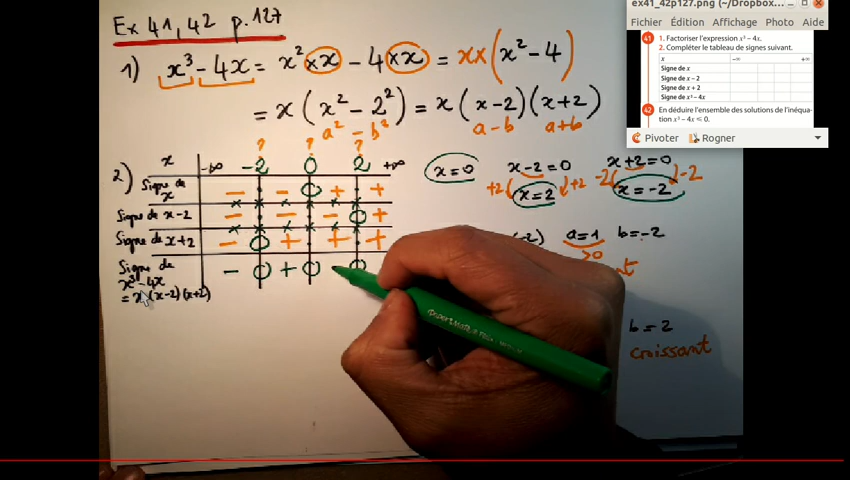 Ex 41, 42 p.127
1) x³ - 4x = x² × x - 4 × x = x × (x² - 4)
= x (x² - 2²) = x (x - 2)(x + 2)
a² - b² a - b a + b
? ? ?
2) x -∞ -2 0 2 +∞
Signe de x - - 0 + +
Signe de x - 2 - - - 0 +
Signe de x + 2 - 0 + + +
Signe de x³ - 4x = x(x-2)(x+2) - 0 + 0 0
x = 0 x - 2 = 0 x + 2 = 0
+2 +2 -2 -2
x = 2 x = -2
-2) a = 1 b = -2
> 0
b = 2
croissant
ex41_42p127.png (~/Dropbox...
Fichier Édition Affichage Photo Aide
41 1. Factoriser l'expression x³ – 4x.
2. Compléter le tableau de signes suivant.
x -∞ +∞
Signe de x
Signe de x – 2
Signe de x + 2
Signe de x³ – 4x
42 En déduire l'ensemble des solutions de l'inéqua-
tion x³ – 4x ≤ 0.
Pivoter Rogner